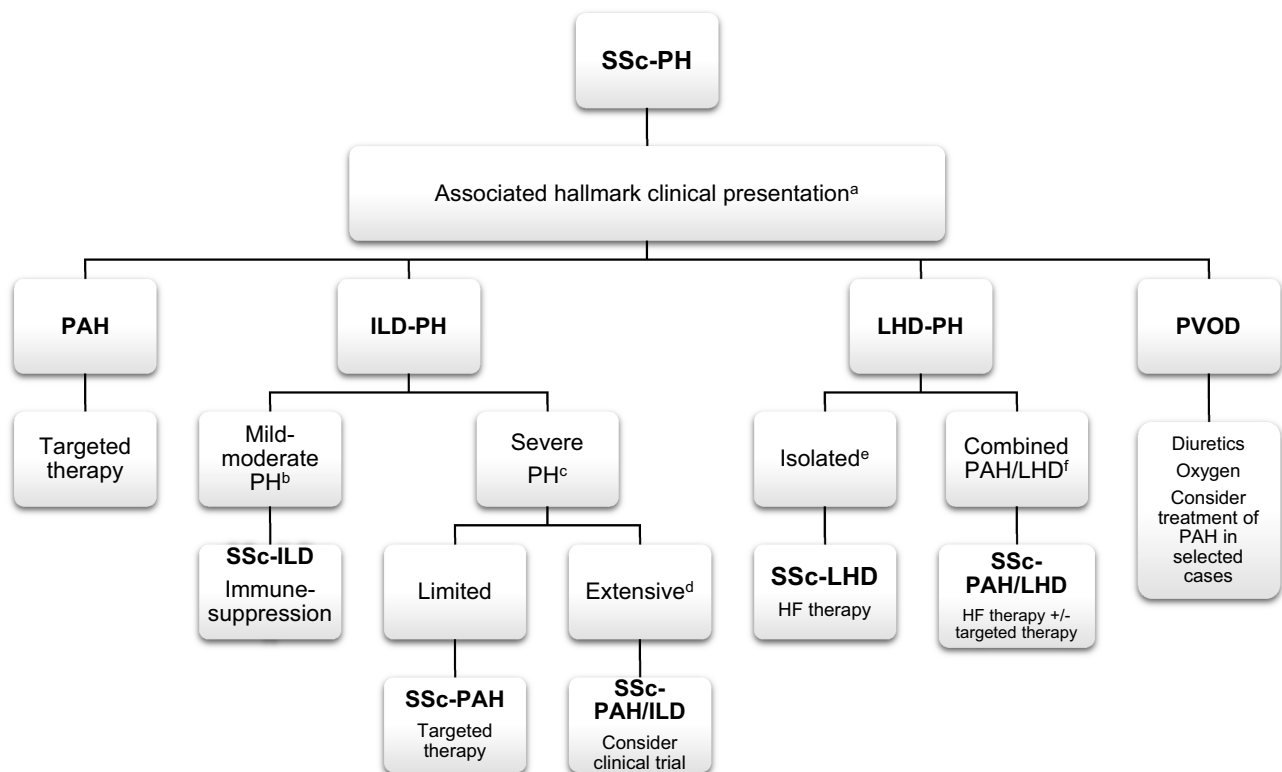 SSc-PH
Associated hallmark clinical presentationᵃ
PAH
ILD-PH
LHD-PH
PVOD
Targeted
therapy
Mild-
moderate
PHᵇ
Severe
PHᶜ
Isolatedᵉ
Combined
PAH/LHDᶠ
Diuretics
Oxygen
Consider
treatment of
PAH in
selected
cases
SSc-ILD
Immune-
suppression
Limited
Extensiveᵈ
SSc-LHD
HF therapy
SSc-
PAH/LHD
HF therapy +/-
targeted therapy
SSc-PAH
Targeted
therapy
SSc-
PAH/ILD
Consider
clinical trial